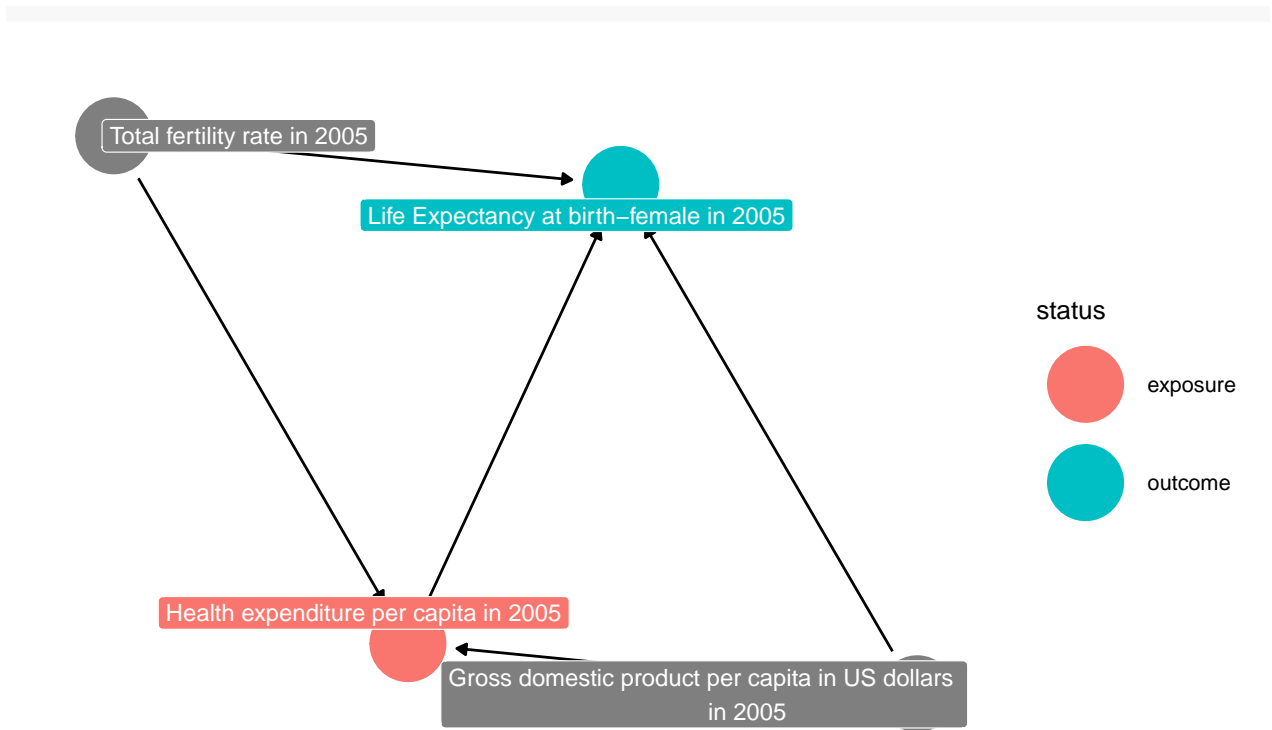 Total fertility rate in 2005
Life Expectancy at birth−female in 2005
status
exposure
outcome
Health expenditure per capita in 2005
Gross domestic product per capita in US dollars
in 2005